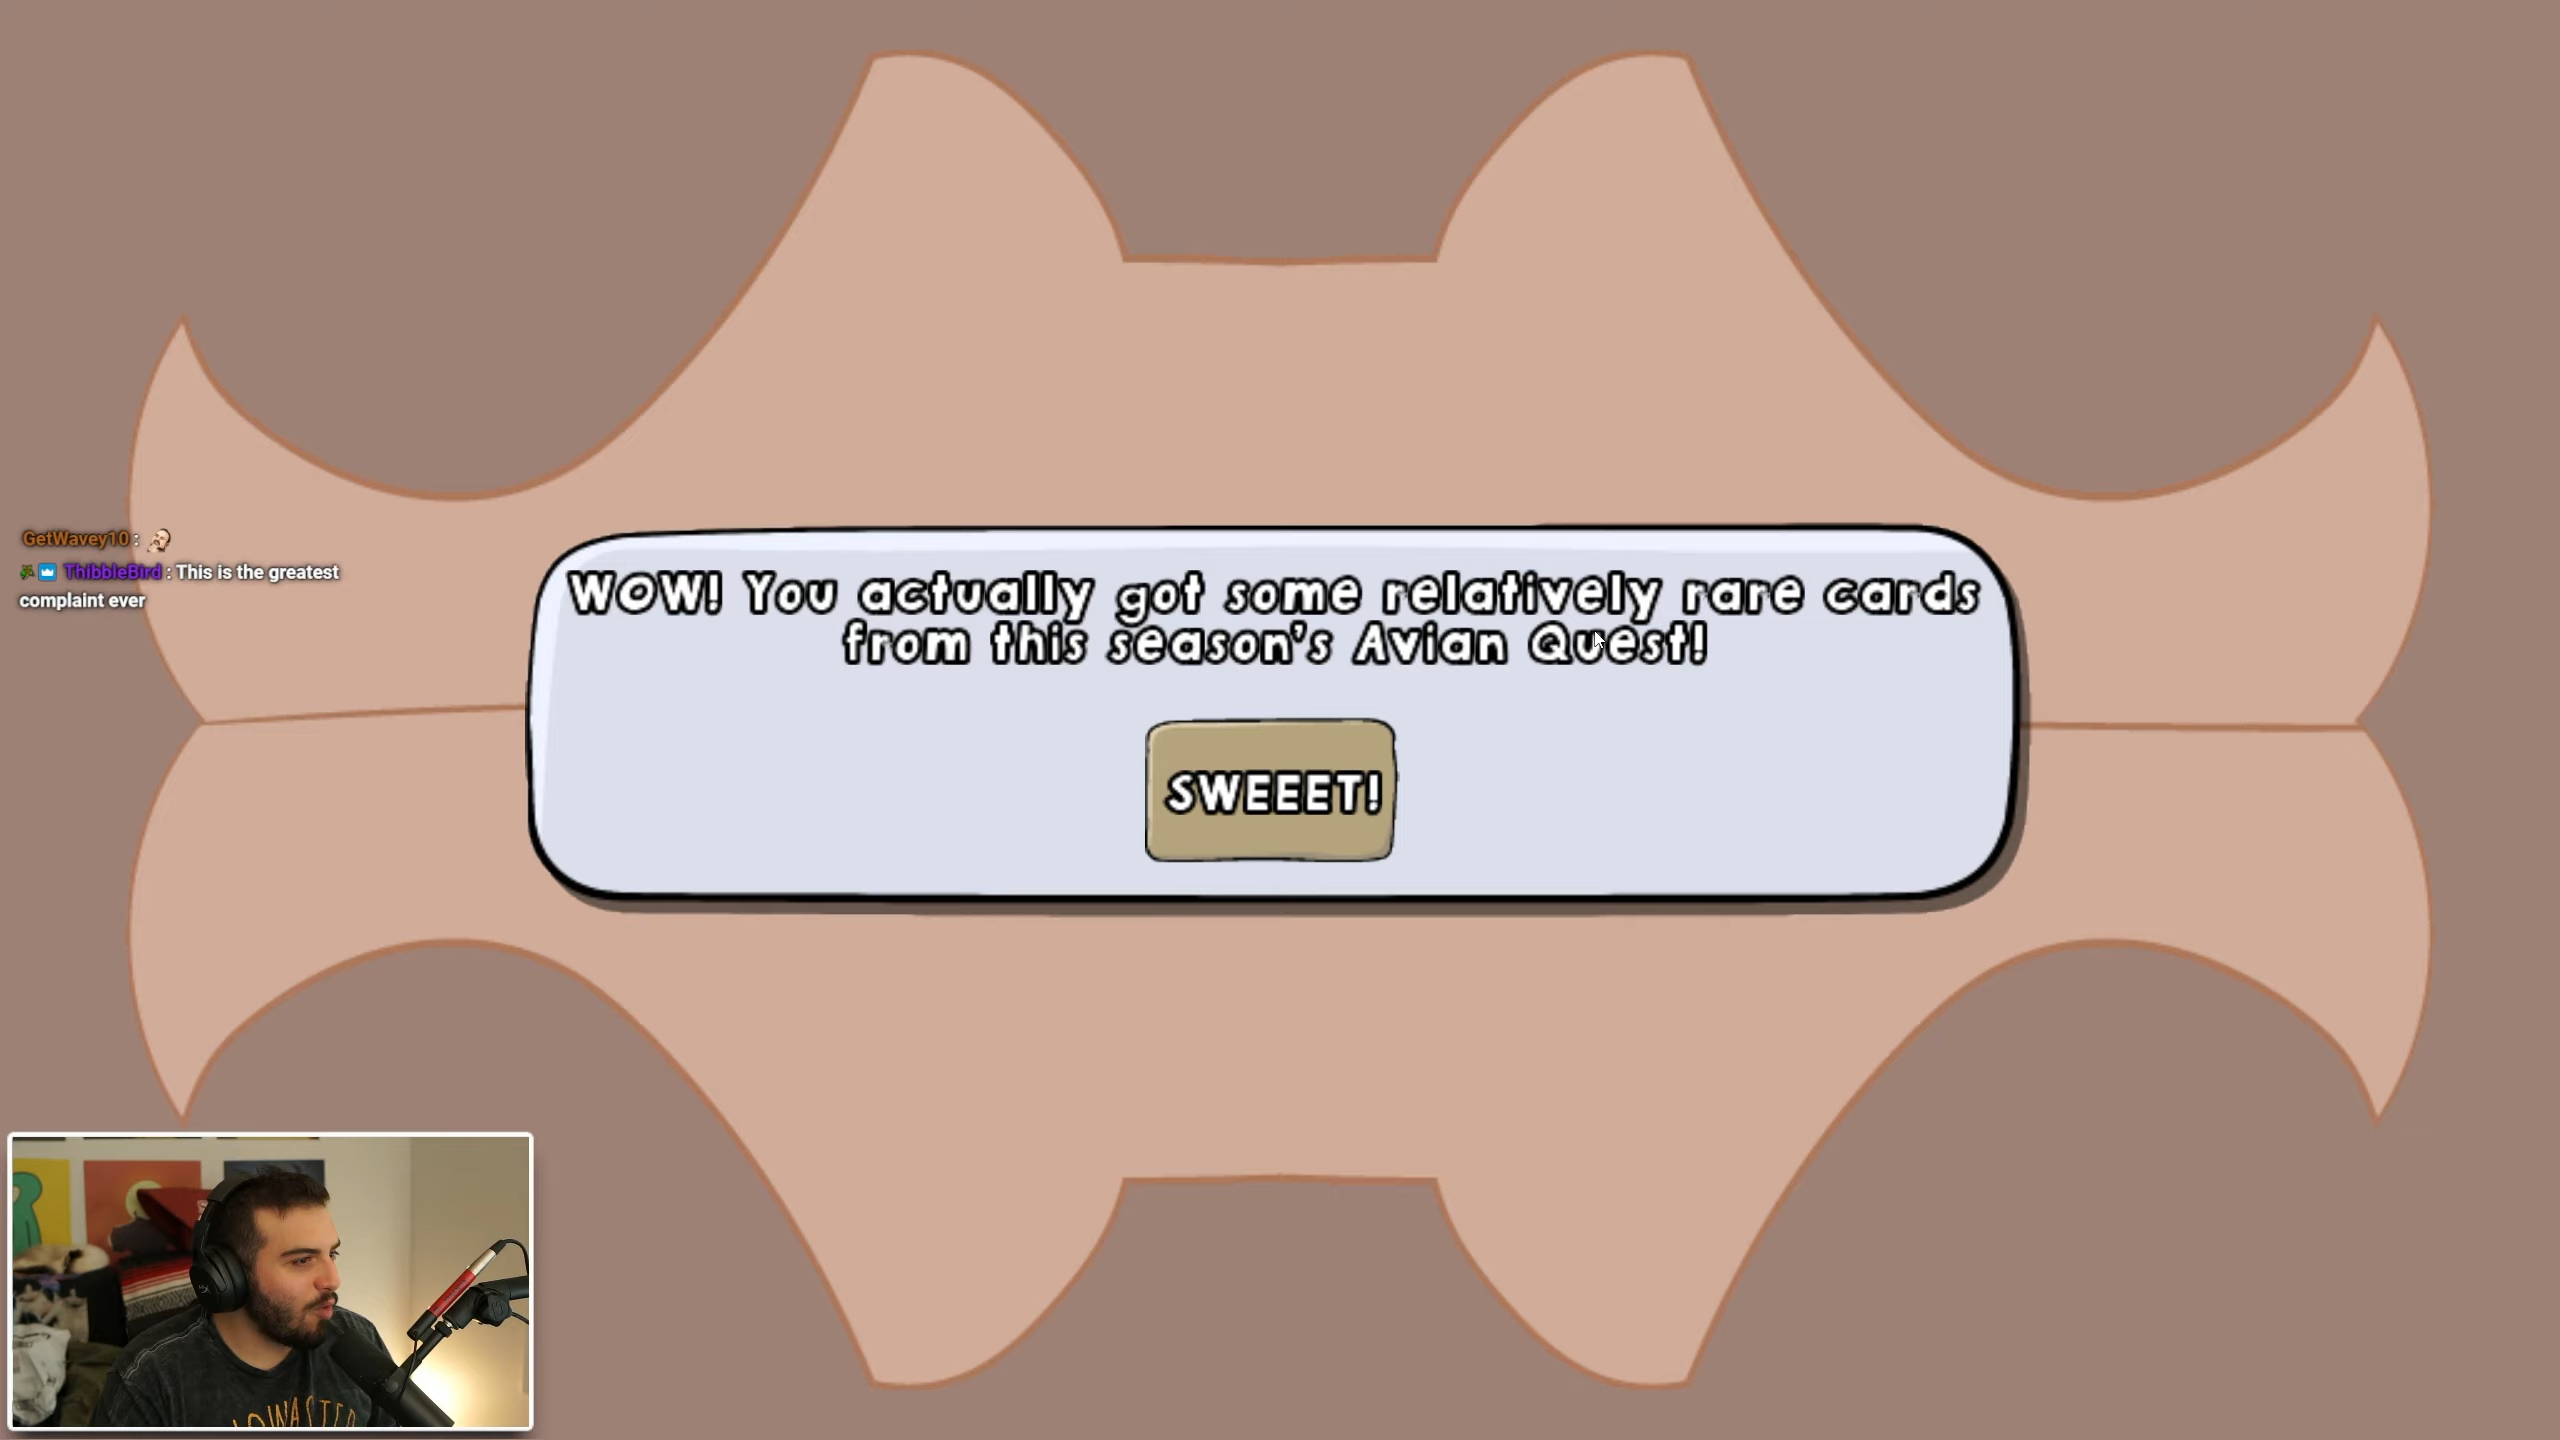 GetWavey10:
ThibbleBird: This is the greatest
complaint ever
WOW! You actually got some relatively rare cards
from this season's Avian Quest!
SWEEET!